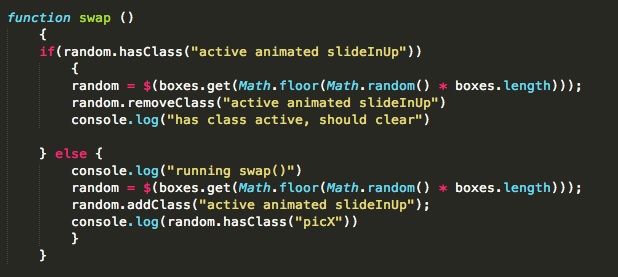 function swap ()
{
if(random.hasClass("active animated slideInUp"))
{
random = $(boxes.get(Math.floor(Math.random() * boxes.length)));
random.removeClass("active animated slideInUp")
console.log("has class active, should clear")
} else {
console.log("running swap()")
random = $(boxes.get(Math.floor(Math.random() * boxes.length)));
random.addClass("active animated slideInUp");
console.log(random.hasClass("picX"))
}
}